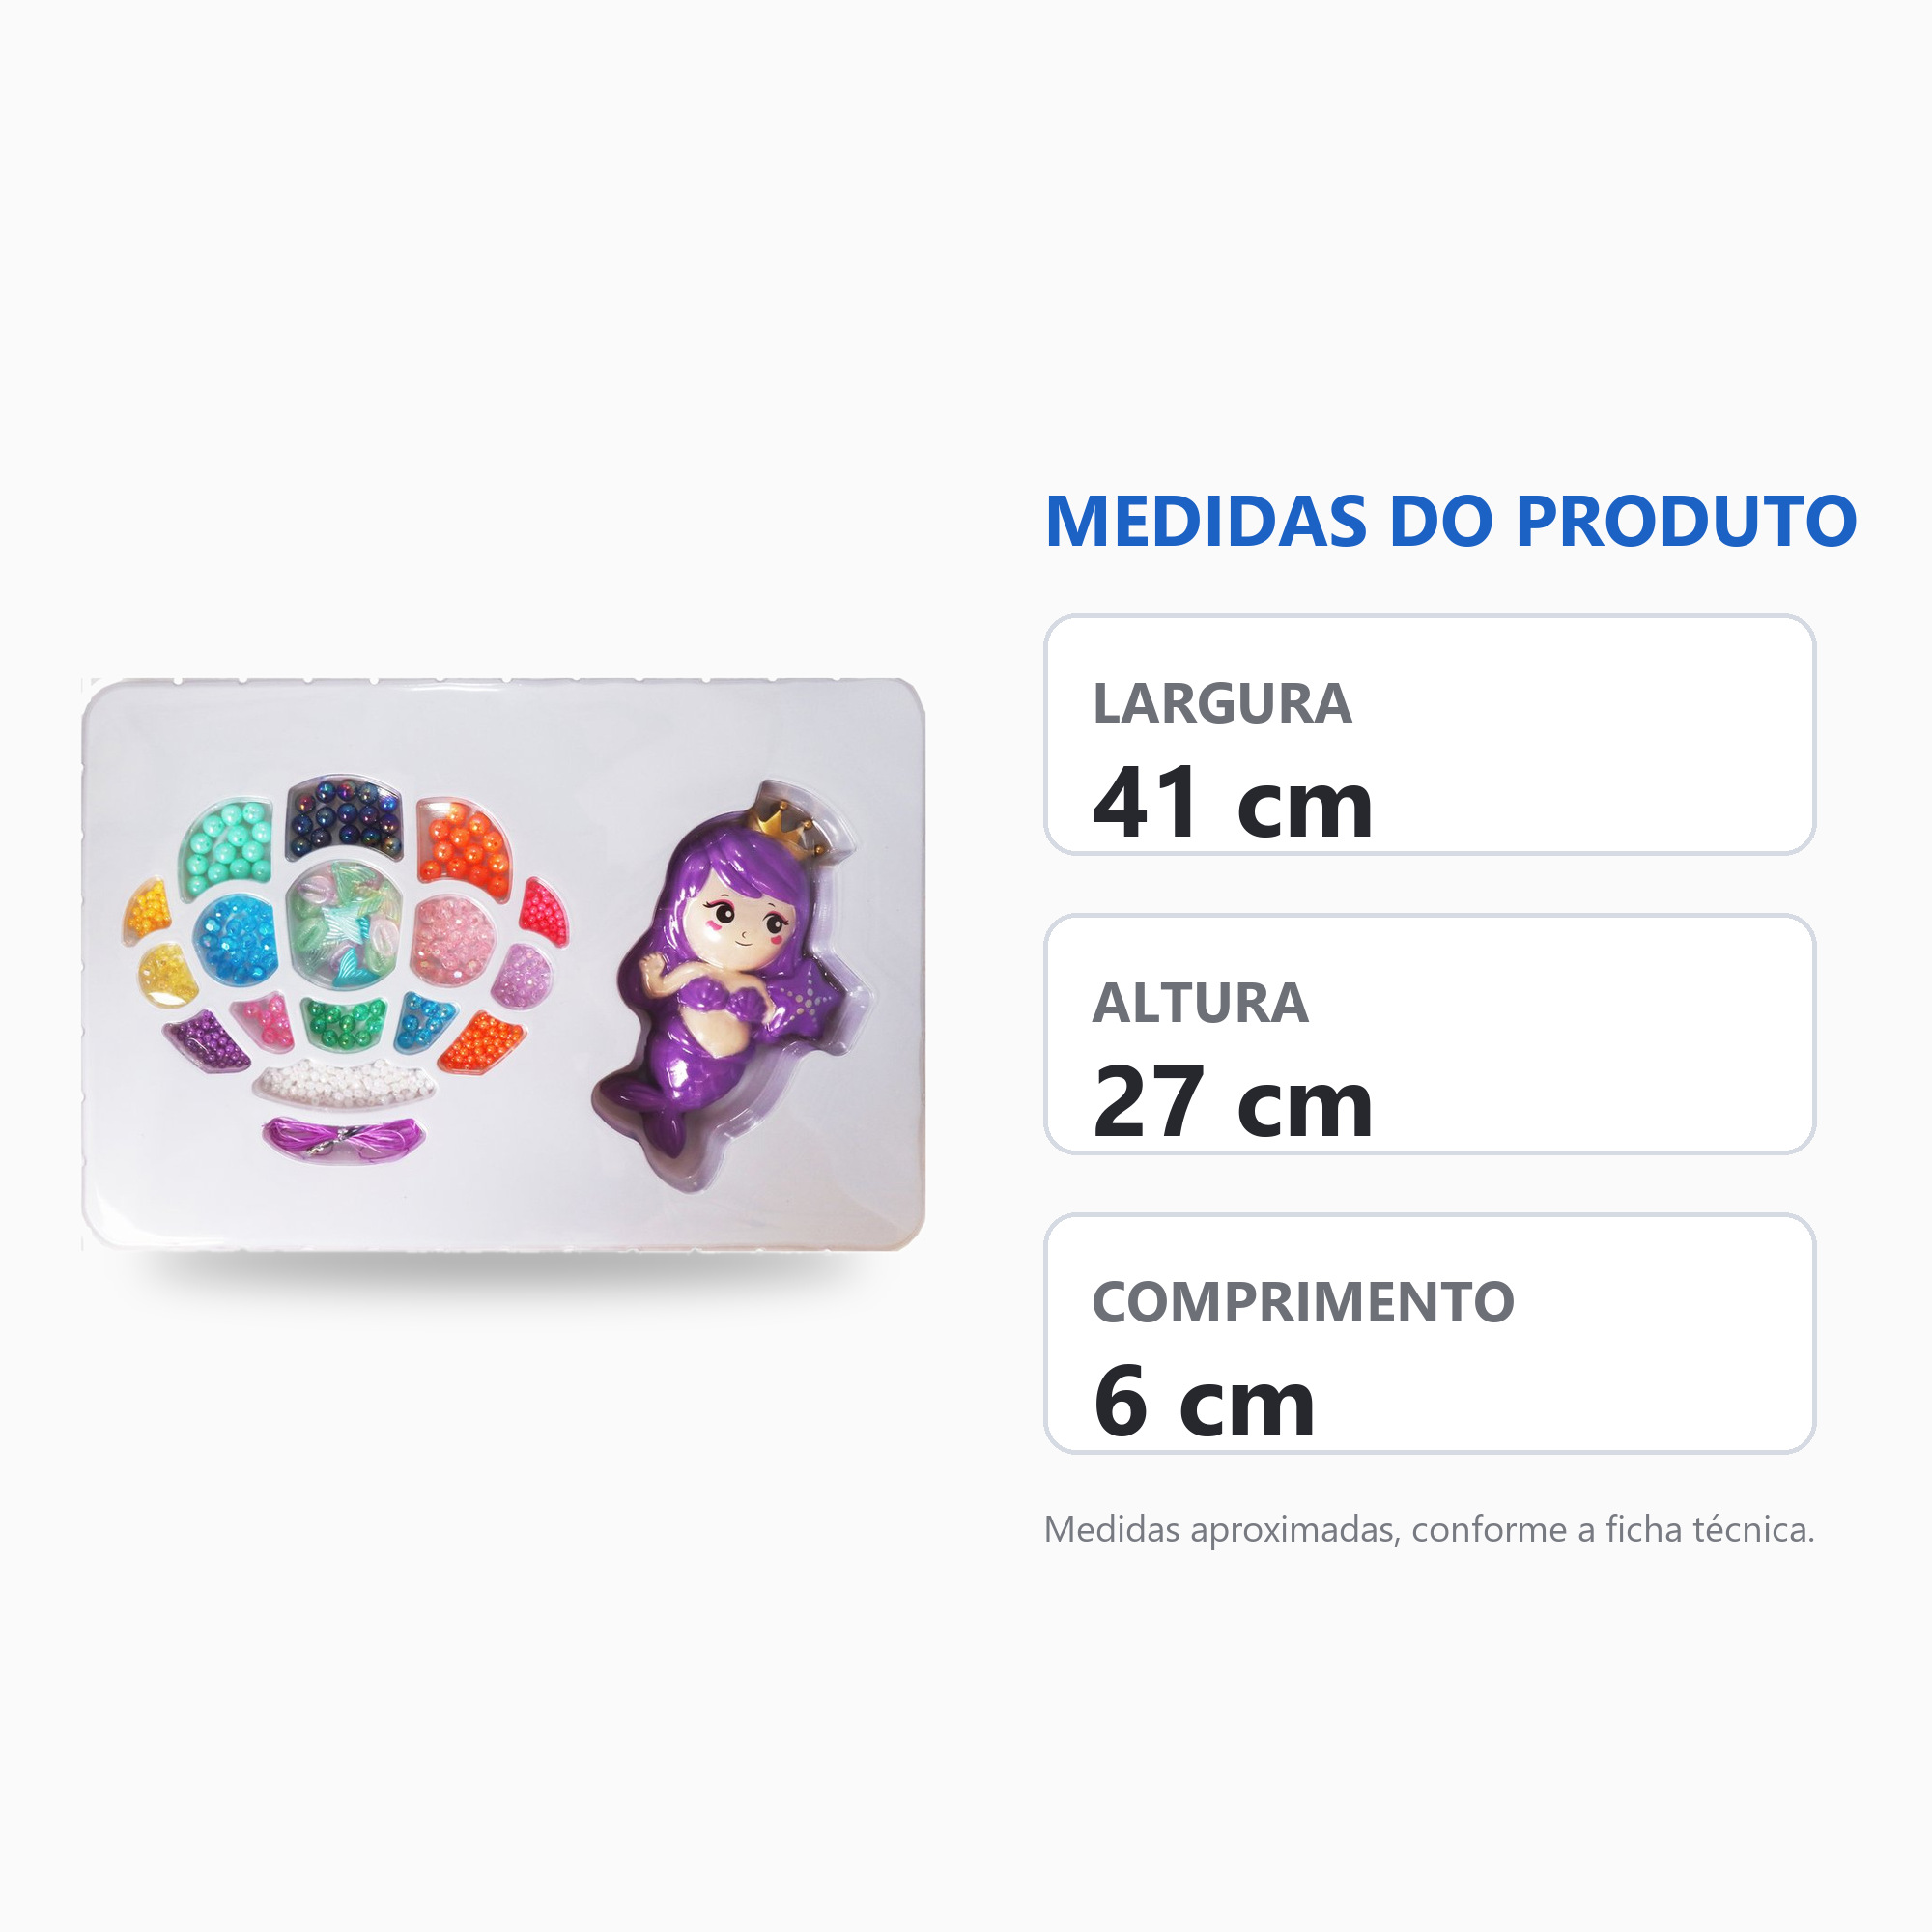 MEDIDAS DO PRODUTO
LARGURA
41 cm
ALTURA
27 cm
COMPRIMENTO
6 cm
Medidas aproximadas, conforme a ficha técnica.